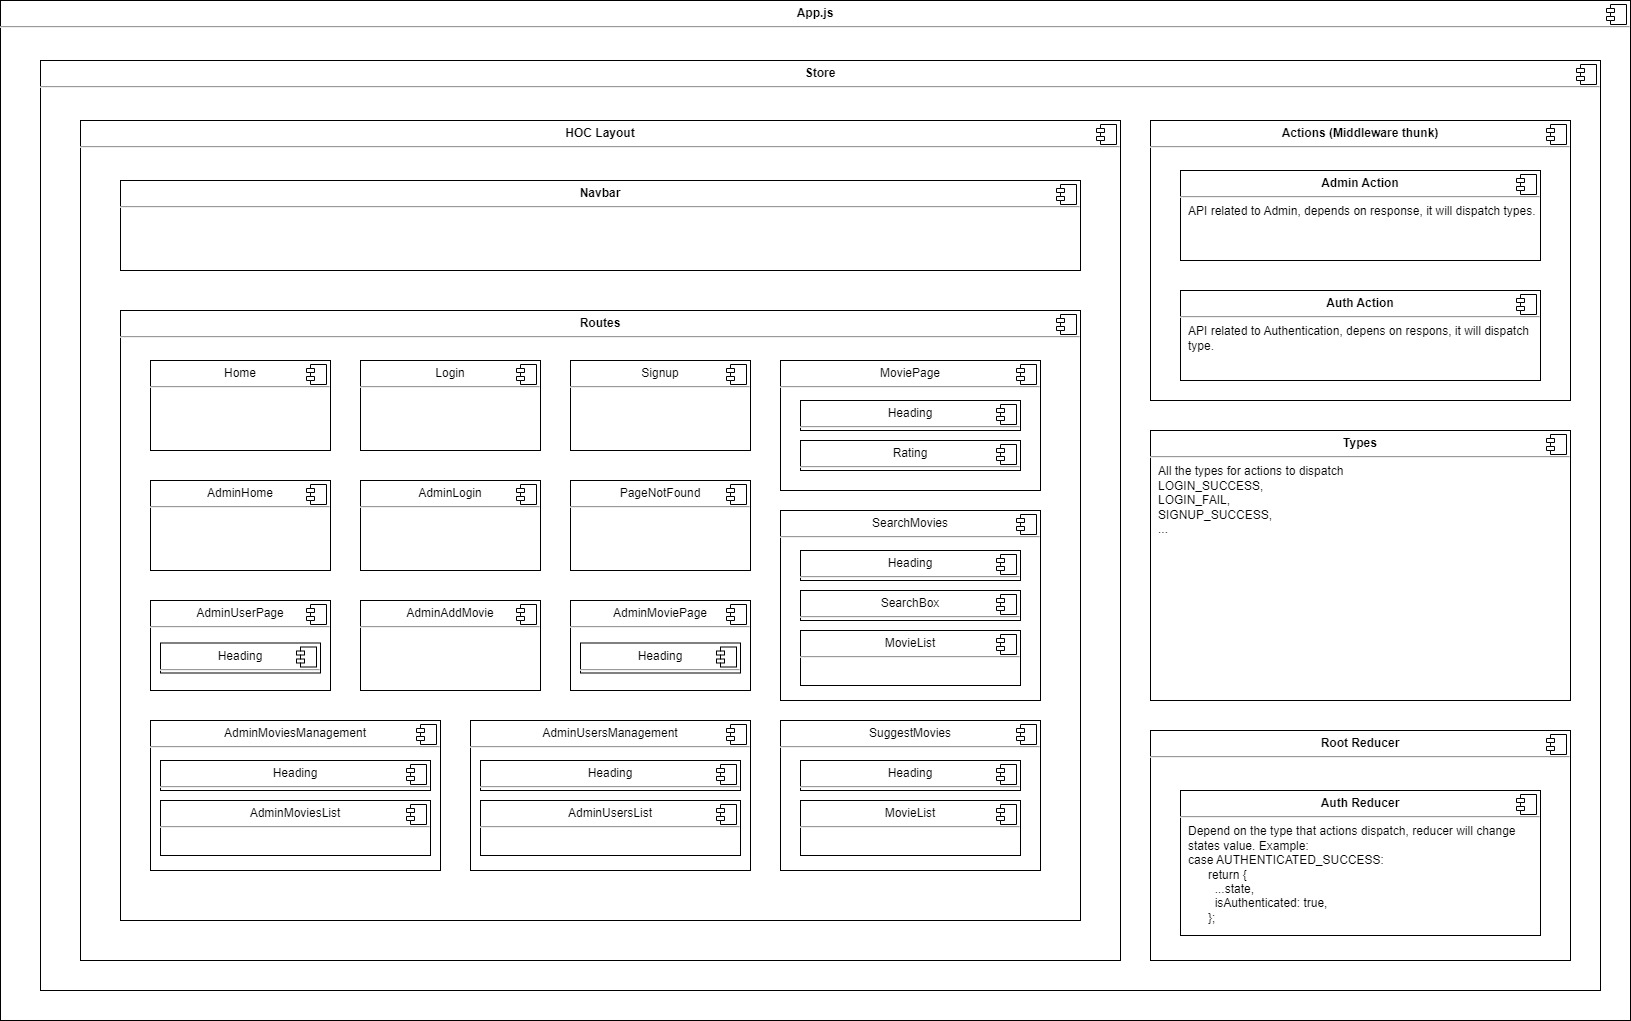 App.js
Store
HOC Layout
Navbar
Routes
Home
Login
Signup
MoviePage
Heading
Rating
AdminHome
AdminLogin
PageNotFound
SearchMovies
Heading
SearchBox
MovieList
AdminUserPage
Heading
AdminAddMovie
AdminMoviePage
Heading
AdminMoviesManagement
Heading
AdminMoviesList
AdminUsersManagement
Heading
AdminUsersList
SuggestMovies
Heading
MovieList
Actions (Middleware thunk)
Admin Action
API related to Admin, depends on response, it will dispatch types.
Auth Action
API related to Authentication, depens on respons, it will dispatch
type.
Types
All the types for actions to dispatch
LOGIN_SUCCESS,
LOGIN_FAIL,
SIGNUP_SUCCESS,
...
Root Reducer
Auth Reducer
Depend on the type that actions dispatch, reducer will change
states value. Example:
case AUTHENTICATED_SUCCESS:
return {
...state,
isAuthenticated: true,
};